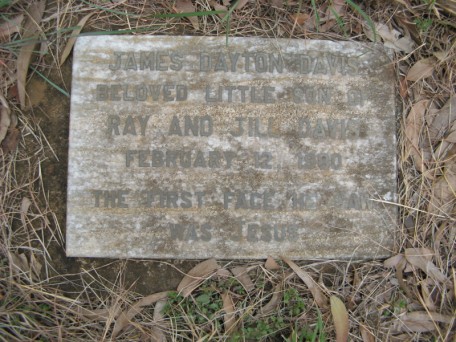 JAMES DAYTON DAVIS
BELOVED LITTLE SON OF
RAY AND JILL DAVIS
FEBRUARY 12, 1980
THE FIRST FACE HE SAW
WAS JESUS